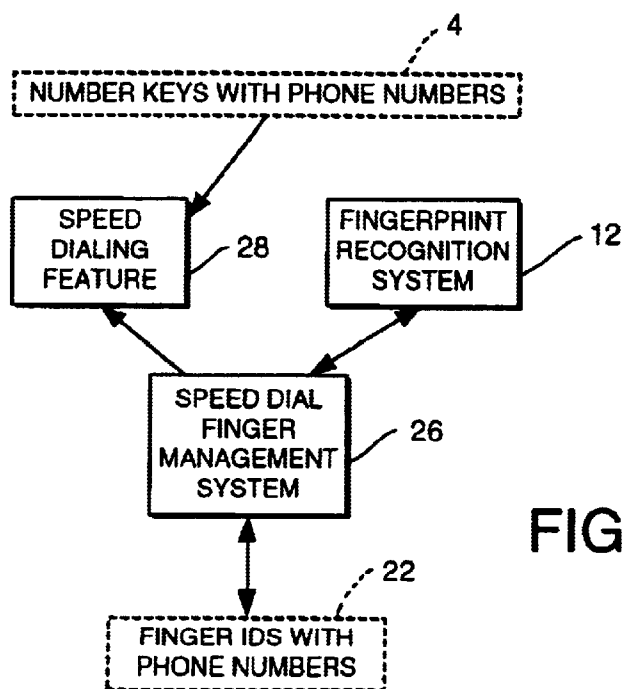 4
NUMBER KEYS WITH PHONE NUMBERS
SPEED
DIALING
FEATURE
28
FINGERPRINT
RECOGNITION
SYSTEM
12
SPEED DIAL
FINGER
MANAGEMENT
SYSTEM
26
FIG
22
FINGER IDS WITH
PHONE NUMBERS